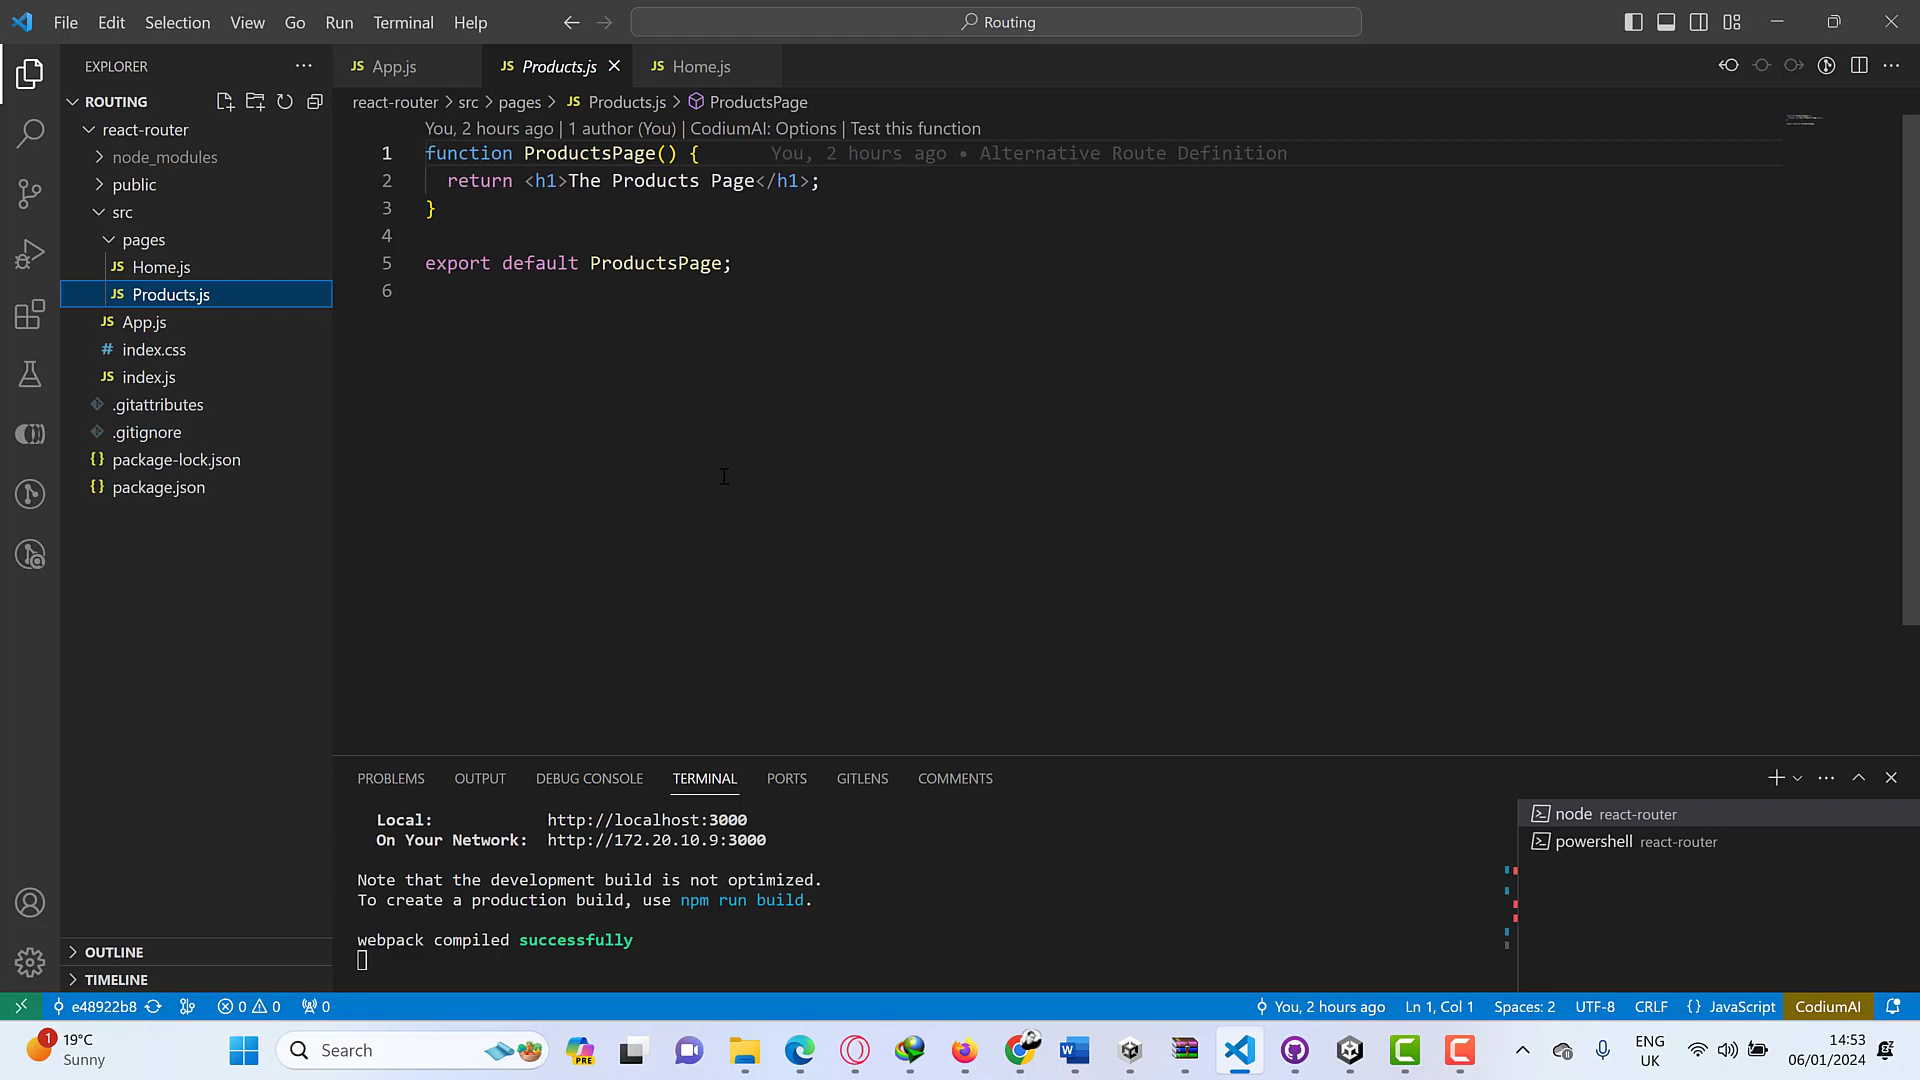 File Edit Selection View Go Run Terminal Help
Routing
EXPLORER
ROUTING
react-router
node_modules
public
src
pages
JS Home.js
JS Products.js
JS App.js
# index.css
JS index.js
.gitattributes
.gitignore
{} package-lock.json
{} package.json
OUTLINE
TIMELINE
JS App.js
JS Products.js
JS Home.js
react-router > src > pages > JS Products.js > ProductsPage
You, 2 hours ago | 1 author (You) | CodiumAI: Options | Test this function
1 function ProductsPage() { You, 2 hours ago • Alternative Route Definition
2 return <h1>The Products Page</h1>;
3 }
4
5 export default ProductsPage;
6
PROBLEMS OUTPUT DEBUG CONSOLE TERMINAL PORTS GITLENS COMMENTS
Local: http://localhost:3000
On Your Network: http://172.20.10.9:3000
Note that the development build is not optimized.
To create a production build, use npm run build.
webpack compiled successfully
node react-router
powershell react-router
e48922b8 0 0 0
You, 2 hours ago Ln 1, Col 1 Spaces: 2 UTF-8 CRLF {} JavaScript CodiumAI
1
19°C
Sunny
Search
PRE
ENG
UK
14:53
06/01/2024